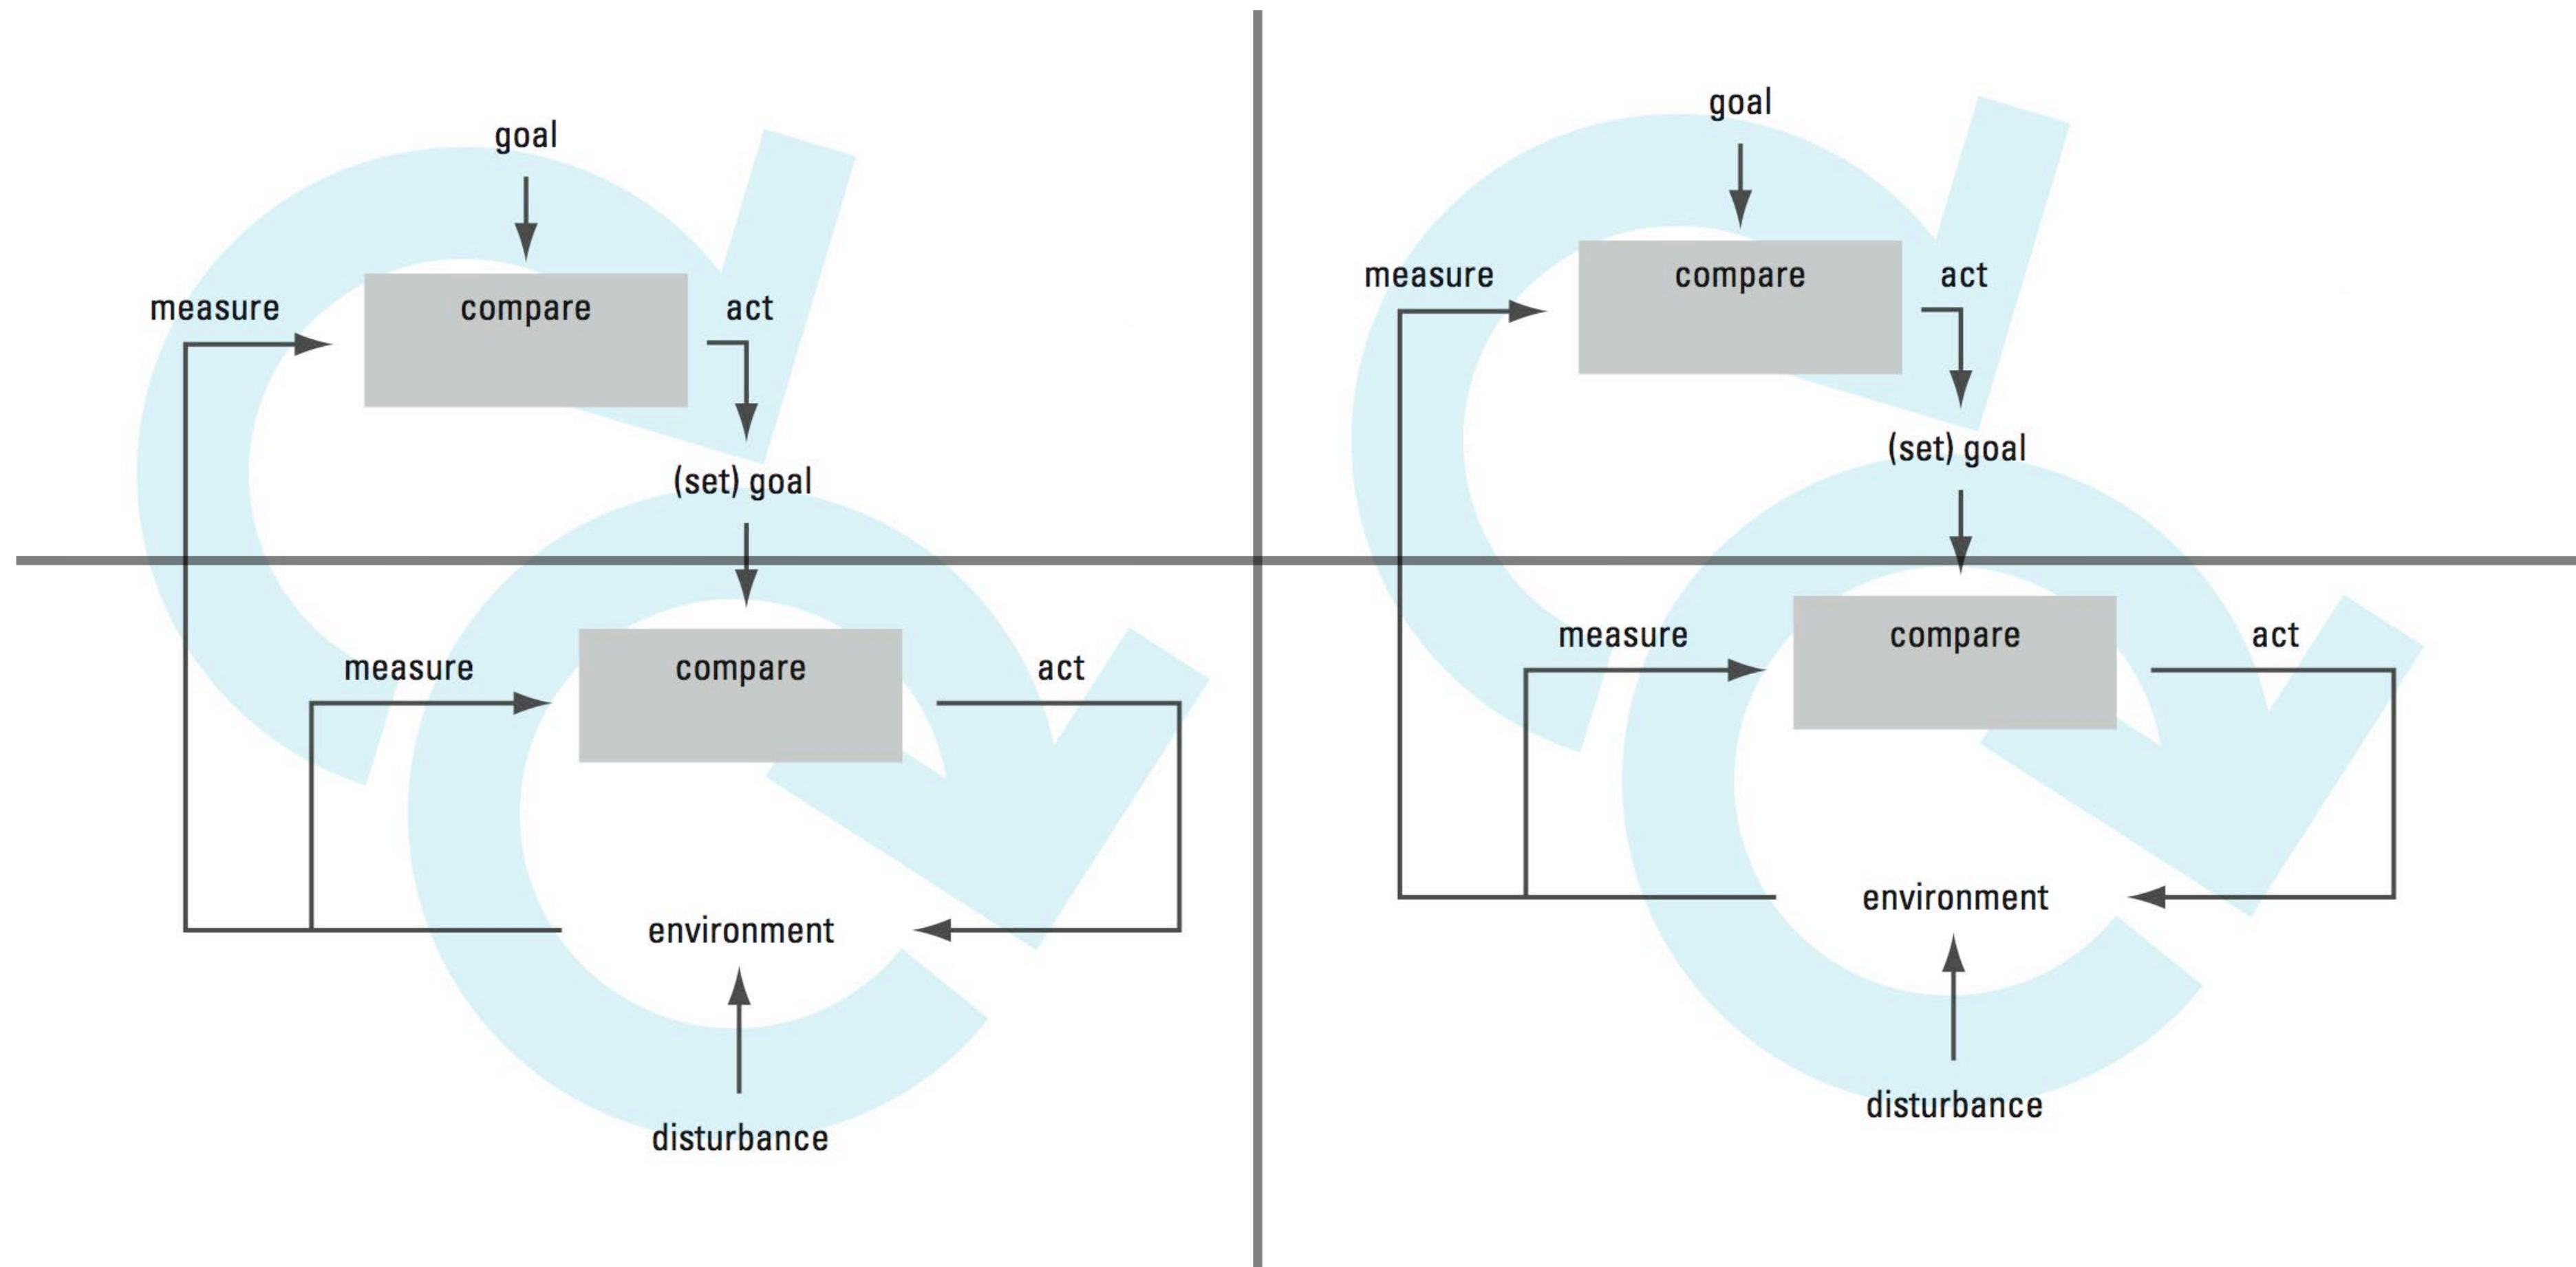 goal
measure
compare
act
(set) goal
measure
compare
act
environment
disturbance
goal
measure
compare
act
(set) goal
measure
compare
act
environment
disturbance